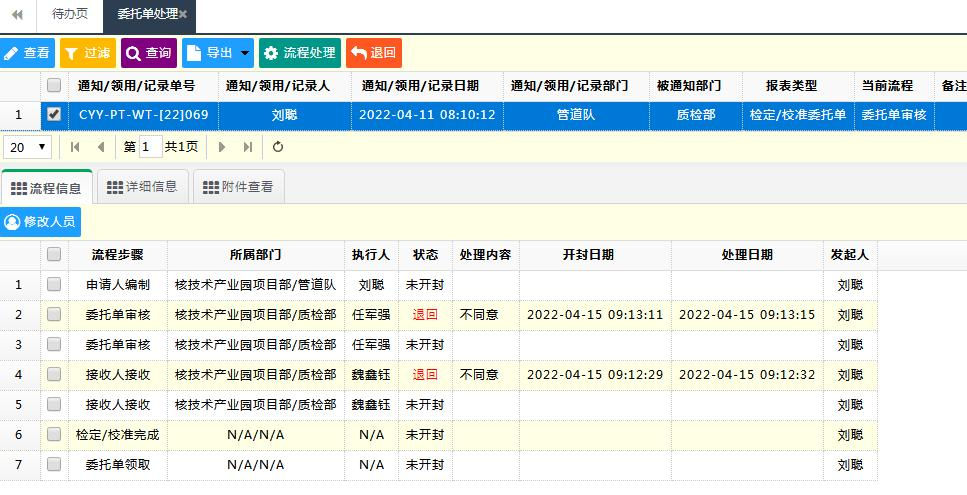 待办页 委托单处理
查看 过滤 查询 导出 流程处理 退回
通知/领用/记录单号 通知/领用/记录人 通知/领用/记录日期 通知/领用/记录部门 被通知部门 报表类型 当前流程 备注
1 CYY-PT-WT-[22]069 刘聪 2022-04-11 08:10:12 管道队 质检部 检定/校准委托单 委托单审核
20 第 1 共1页
流程信息 详细信息 附件查看
修改人员
流程步骤 所属部门 执行人 状态 处理内容 开封日期 处理日期 发起人
1 申请人编制 核技术产业园项目部/管道队 刘聪 未开封 刘聪
2 委托单审核 核技术产业园项目部/质检部 任军强 退回 不同意 2022-04-15 09:13:11 2022-04-15 09:13:15 刘聪
3 委托单审核 核技术产业园项目部/质检部 任军强 未开封 刘聪
4 接收人接收 核技术产业园项目部/质检部 魏鑫钰 退回 不同意 2022-04-15 09:12:29 2022-04-15 09:12:32 刘聪
5 接收人接收 核技术产业园项目部/质检部 魏鑫钰 未开封 刘聪
6 检定/校准完成 N/A/N/A N/A 未开封 刘聪
7 委托单领取 N/A/N/A N/A 未开封 刘聪